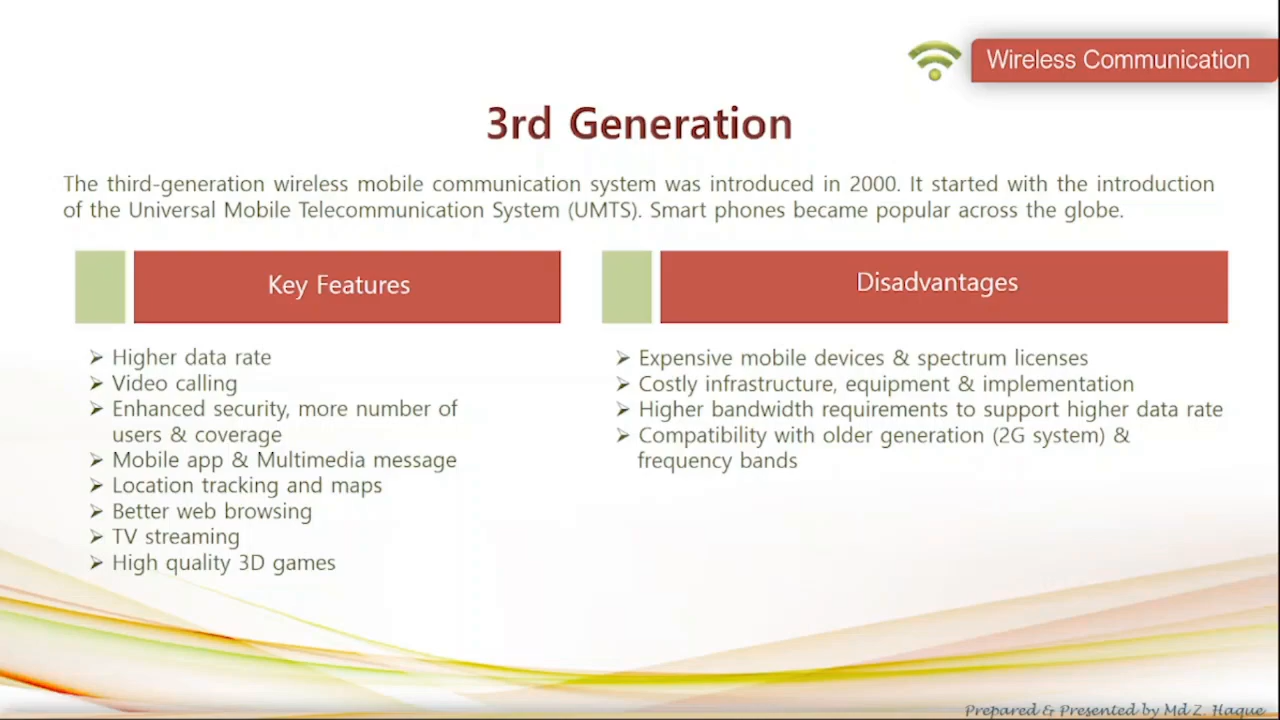 Wireless Communication
3rd Generation
The third-generation wireless mobile communication system was introduced in 2000. It started with the introduction
of the Universal Mobile Telecommunication System (UMTS). Smart phones became popular across the globe.
Key Features
➢ Higher data rate
➢ Video calling
➢ Enhanced security, more number of
users & coverage
➢ Mobile app & Multimedia message
➢ Location tracking and maps
➢ Better web browsing
➢ TV streaming
➢ High quality 3D games
Disadvantages
➢ Expensive mobile devices & spectrum licenses
➢ Costly infrastructure, equipment & implementation
➢ Higher bandwidth requirements to support higher data rate
➢ Compatibility with older generation (2G system) &
frequency bands
Prepared & Presented by Md Z. Haque